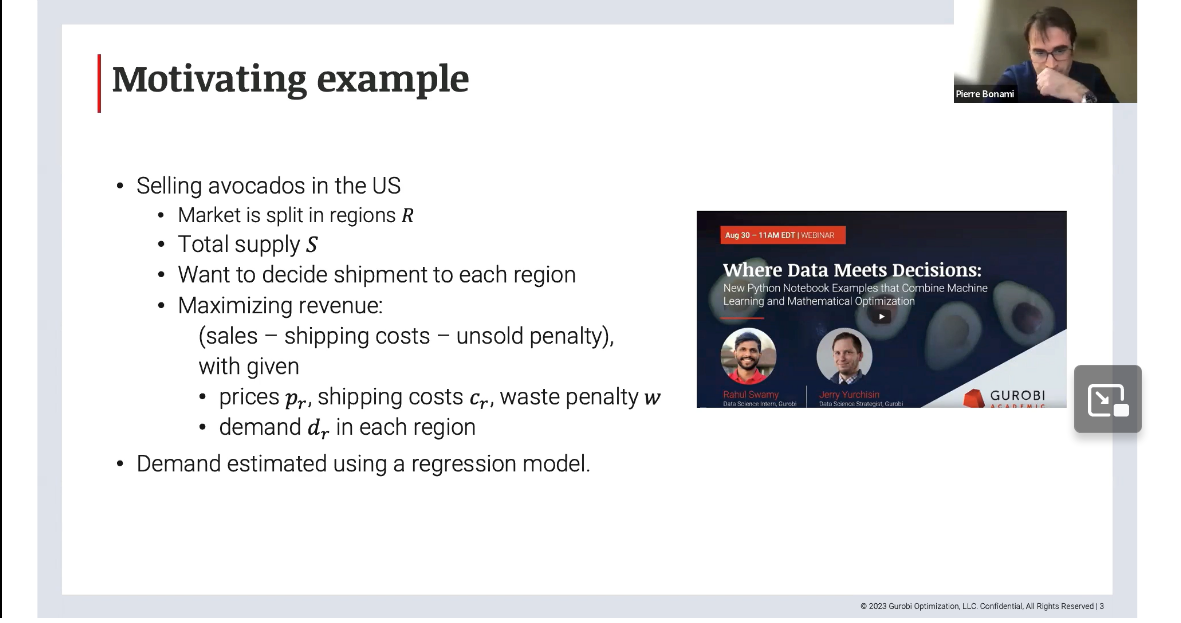 Motivating example
Pierre Bonami
• Selling avocados in the US
• Market is split in regions R
• Total supply S
• Want to decide shipment to each region
• Maximizing revenue:
(sales – shipping costs – unsold penalty),
with given
• prices pᵣ, shipping costs cᵣ, waste penalty w
• demand dᵣ in each region
• Demand estimated using a regression model.
Aug 30 – 11AM EDT | WEBINAR
Where Data Meets Decisions:
New Python Notebook Examples that Combine Machine
Learning and Mathematical Optimization
Rahul Swamy
Data Science Intern, Gurobi
Jerry Yurchisin
Data Science Strategist, Gurobi
GUROBI
ACADEMIC
© 2023 Gurobi Optimization, LLC. Confidential, All Rights Reserved | 3